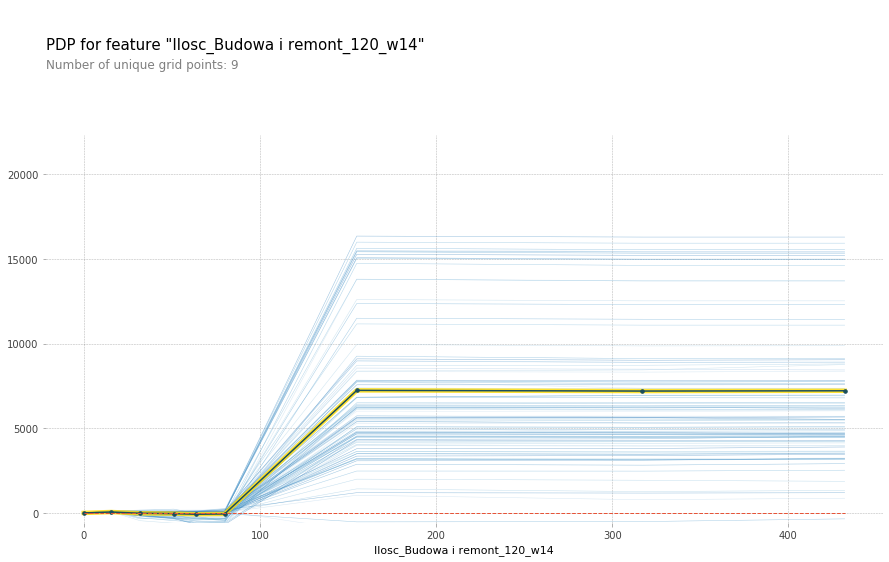 PDP for feature "Ilosc_Budowa i remont_120_w14"
Number of unique grid points: 9
20000
15000
10000
5000
0
0 100 200 300 400
Ilosc_Budowa i remont_120_w14